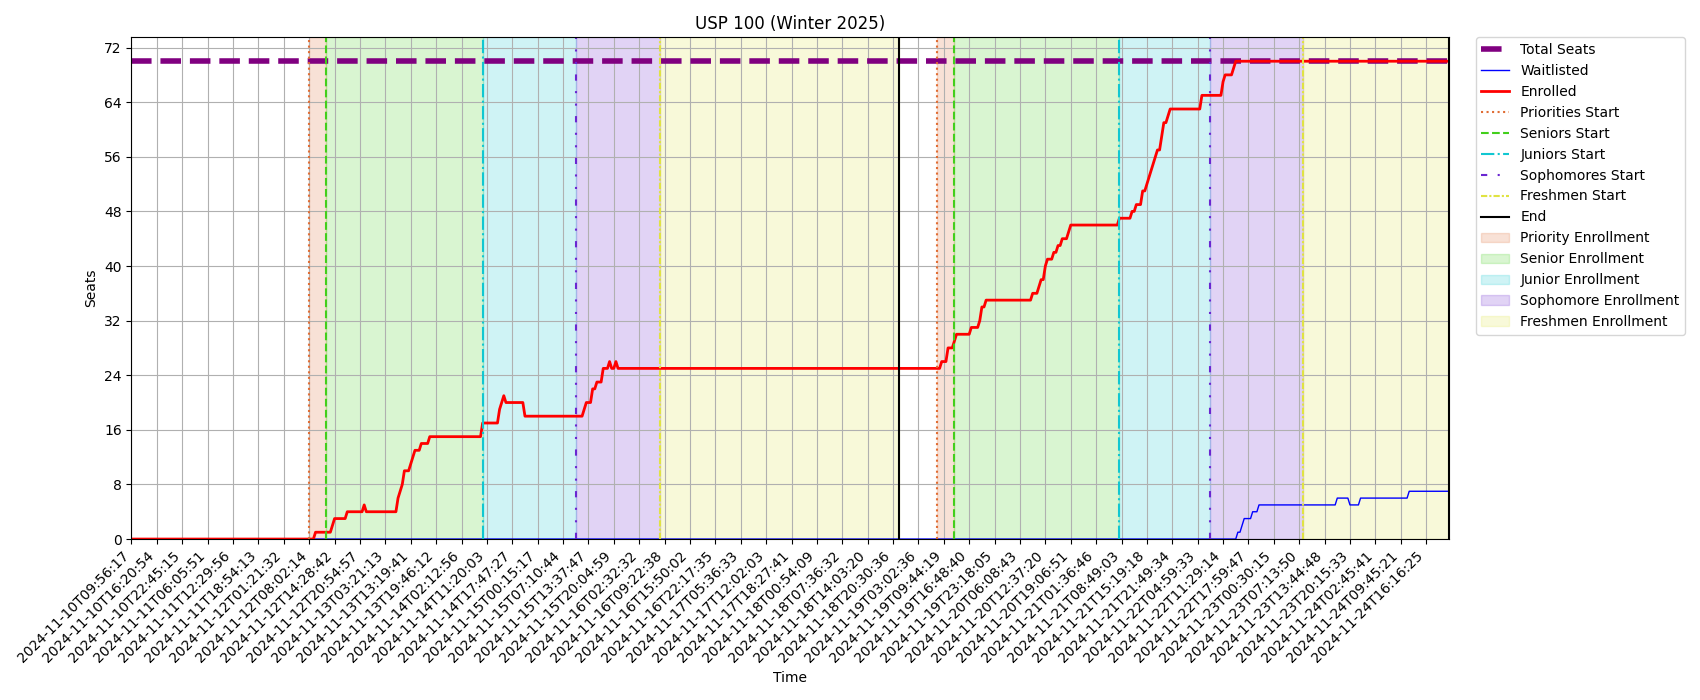 USP 100 (Winter 2025)
72
64
56
48
40
32
24
16
8
0
Seats
2024-11-10T09:56:17
2024-11-10T16:20:54
2024-11-10T22:45:15
2024-11-11T06:05:51
2024-11-11T12:29:56
2024-11-11T18:54:13
2024-11-12T01:21:32
2024-11-12T08:02:14
2024-11-12T14:28:42
2024-11-12T20:54:57
2024-11-13T03:21:13
2024-11-13T13:19:41
2024-11-13T19:46:12
2024-11-14T02:12:56
2024-11-14T11:20:03
2024-11-14T17:47:27
2024-11-15T00:15:17
2024-11-15T07:10:44
2024-11-15T13:37:47
2024-11-15T20:04:59
2024-11-16T02:32:32
2024-11-16T09:22:38
2024-11-16T15:50:02
2024-11-16T22:17:35
2024-11-17T05:36:33
2024-11-17T12:02:03
2024-11-17T18:27:41
2024-11-18T00:54:09
2024-11-18T07:36:32
2024-11-18T14:03:20
2024-11-18T20:30:36
2024-11-19T03:02:36
2024-11-19T09:44:19
2024-11-19T16:48:40
2024-11-19T23:18:05
2024-11-20T06:08:43
2024-11-20T12:37:20
2024-11-20T19:06:51
2024-11-21T01:36:46
2024-11-21T08:49:03
2024-11-21T15:19:18
2024-11-21T21:49:34
2024-11-22T04:59:33
2024-11-22T11:29:14
2024-11-22T17:59:47
2024-11-23T00:30:15
2024-11-23T07:13:50
2024-11-23T13:44:48
2024-11-23T20:15:33
2024-11-24T02:45:41
2024-11-24T09:45:21
2024-11-24T16:16:25
Time
Total Seats
Waitlisted
Enrolled
Priorities Start
Seniors Start
Juniors Start
Sophomores Start
Freshmen Start
End
Priority Enrollment
Senior Enrollment
Junior Enrollment
Sophomore Enrollment
Freshmen Enrollment